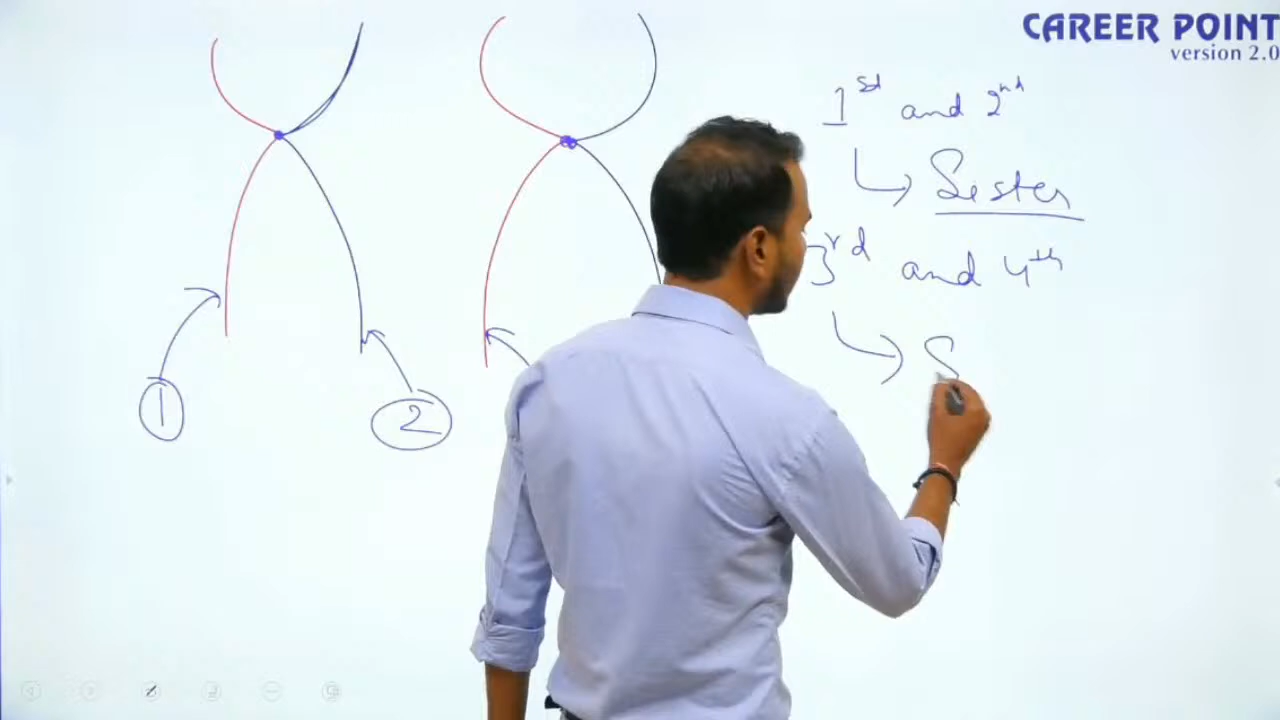 CAREER POINT
version 2.0
1st and 2nd
Sister
3rd and 4th
S
1
2